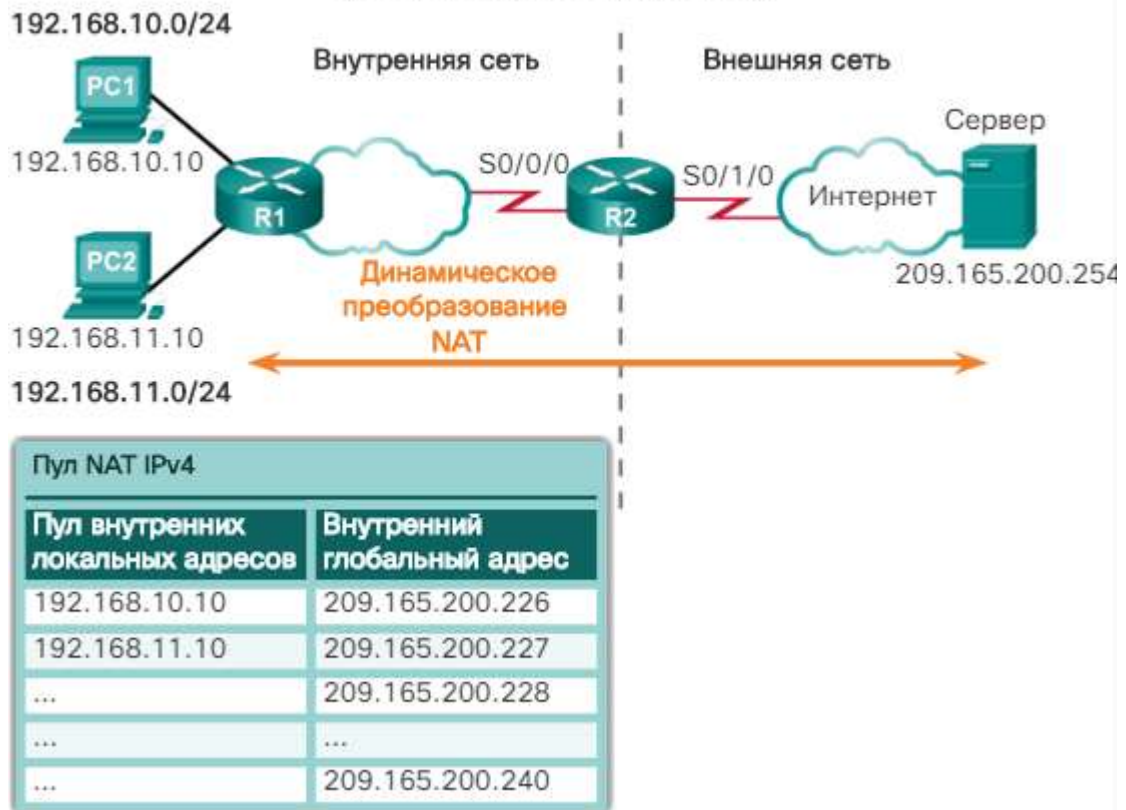 192.168.10.0/24
Внутренняя сеть
Внешняя сеть
PC1
Сервер
192.168.10.10
S0/0/0
S0/1/0
Интернет
R1
R2
PC2
Динамическое
преобразование
NAT
209.165.200.254
192.168.11.10
192.168.11.0/24
Пул NAT IPv4
Пул внутренних
локальных адресов
Внутренний
глобальный адрес
192.168.10.10 209.165.200.226
192.168.11.10 209.165.200.227
... 209.165.200.228
... ...
... 209.165.200.240